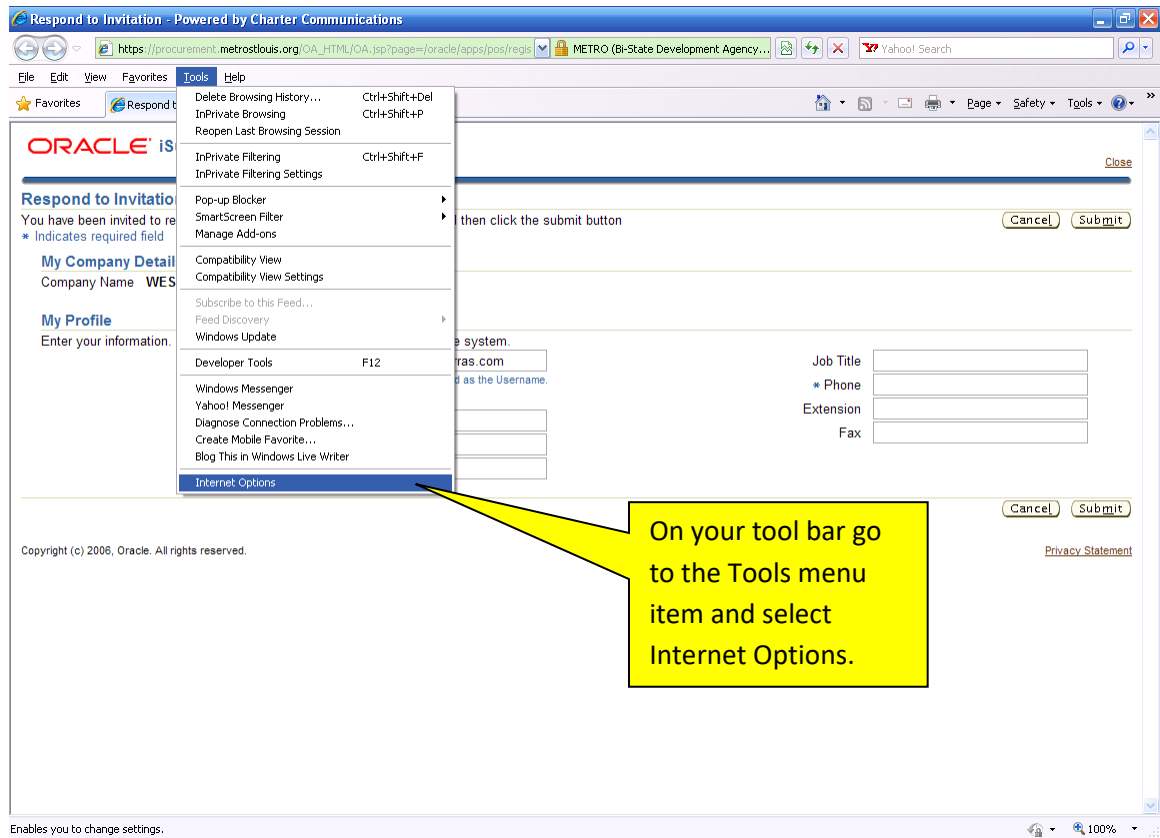 Respond to Invitation - Powered by Charter Communications
https://procurement.metrostlouis.org/OA_HTML/OA.jsp?page=/oracle/apps/pos/regis METRO (Bi-State Development Agency... Yahoo! Search
File Edit View Favorites Tools Help
Favorites Respond t Page Safety Tools »
Delete Browsing History... Ctrl+Shift+Del
InPrivate Browsing Ctrl+Shift+P
Reopen Last Browsing Session
InPrivate Filtering Ctrl+Shift+F
InPrivate Filtering Settings
Pop-up Blocker
SmartScreen Filter
Manage Add-ons
Compatibility View
Compatibility View Settings
Subscribe to this Feed...
Feed Discovery
Windows Update
Developer Tools F12
Windows Messenger
Yahoo! Messenger
Diagnose Connection Problems...
Create Mobile Favorite...
Blog This in Windows Live Writer
Internet Options
ORACLE iS
Close
Respond to Invitation
You have been invited to re l then click the submit button Cancel Submit
* Indicates required field
My Company Detail
Company Name WES
My Profile
Enter your information. e system.
rras.com Job Title
d as the Username. * Phone
Extension
Fax
Cancel Submit
On your tool bar go
to the Tools menu
item and select
Internet Options.
Copyright (c) 2006, Oracle. All rights reserved. Privacy Statement
Enables you to change settings. 100%